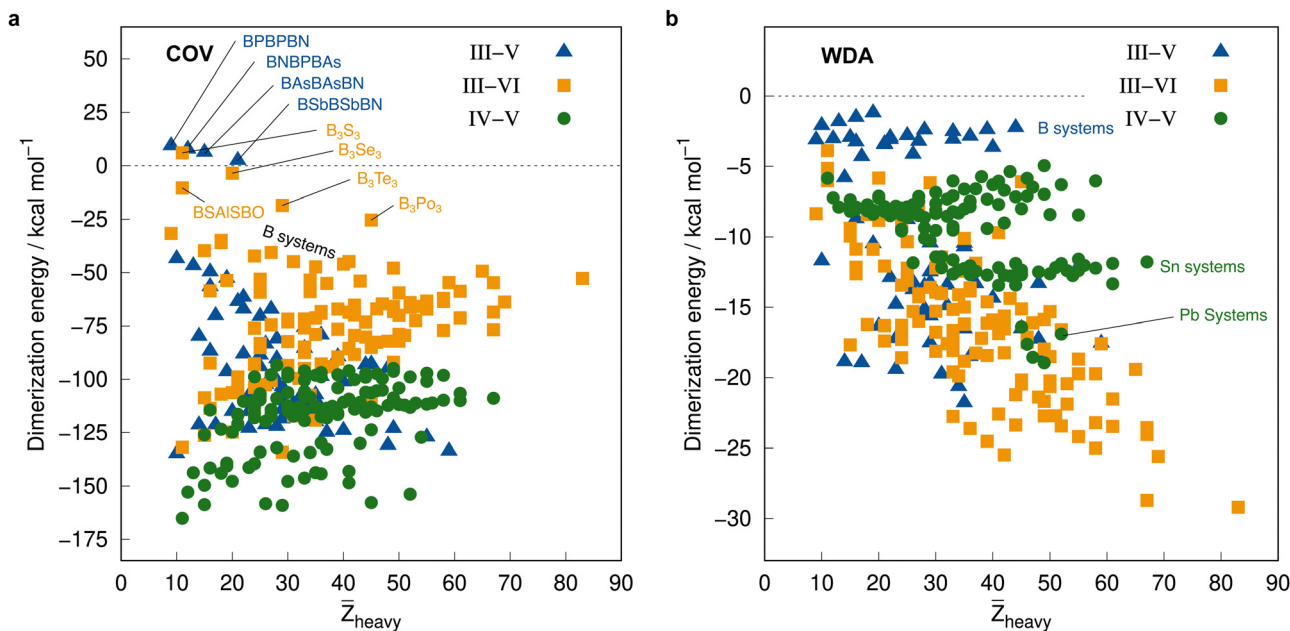 a
COV
BPBPBN
BNBPBAs
BAsBAsBN
BSbBSbBN
B₃S₃
B₃Se₃
B₃Te₃
B₃Po₃
BSAlSBO
B systems
III–V
III–VI
IV–V
Dimerization energy / kcal mol⁻¹
50
25
0
−25
−50
−75
−100
−125
−150
−175
0 10 20 30 40 50 60 70 80 90
Z̅heavy
b
WDA
III–V
III–VI
IV–V
B systems
Sn systems
Pb Systems
Dimerization energy / kcal mol⁻¹
0
−5
−10
−15
−20
−25
−30
0 10 20 30 40 50 60 70 80 90
Z̅heavy